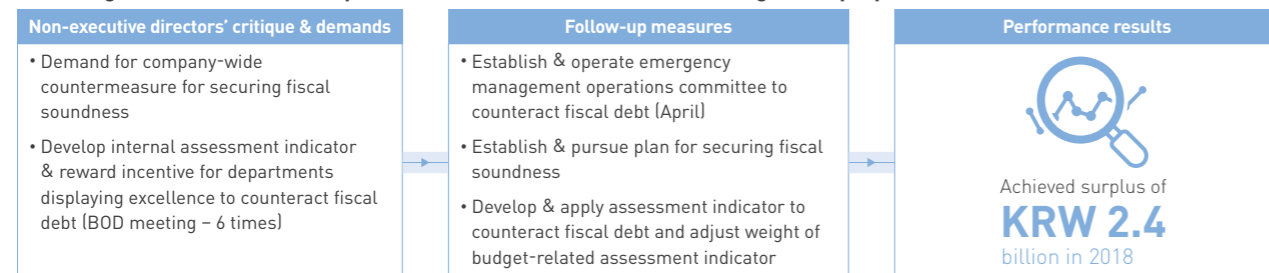 Non-executive directors' critique & demands
• Demand for company-wide
countermeasure for securing fiscal
soundness
• Develop internal assessment indicator
& reward incentive for departments
displaying excellence to counteract fiscal
debt (BOD meeting – 6 times)
Follow-up measures
• Establish & operate emergency
management operations committee to
counteract fiscal debt (April)
• Establish & pursue plan for securing fiscal
soundness
• Develop & apply assessment indicator to
counteract fiscal debt and adjust weight of
budget-related assessment indicator
Performance results
Achieved surplus of
KRW 2.4
billion in 2018